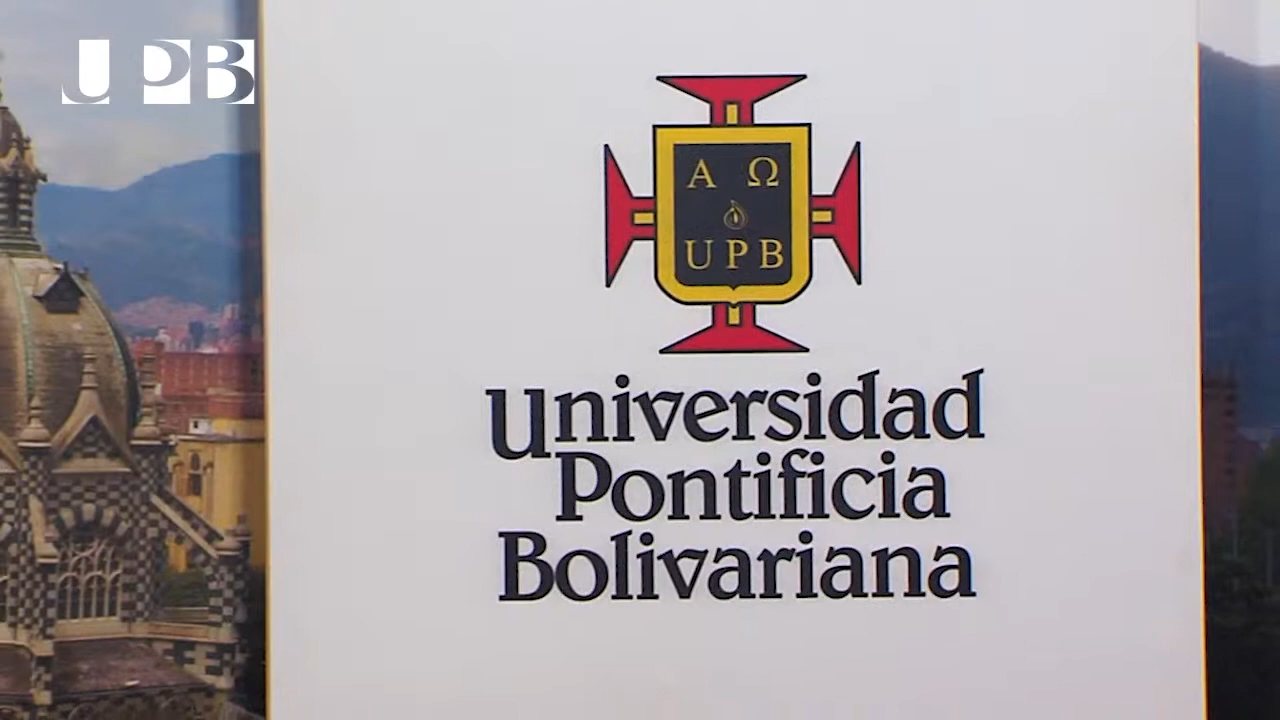 UPB
Α Ω
UPB
Universidad
Pontificia
Bolivariana